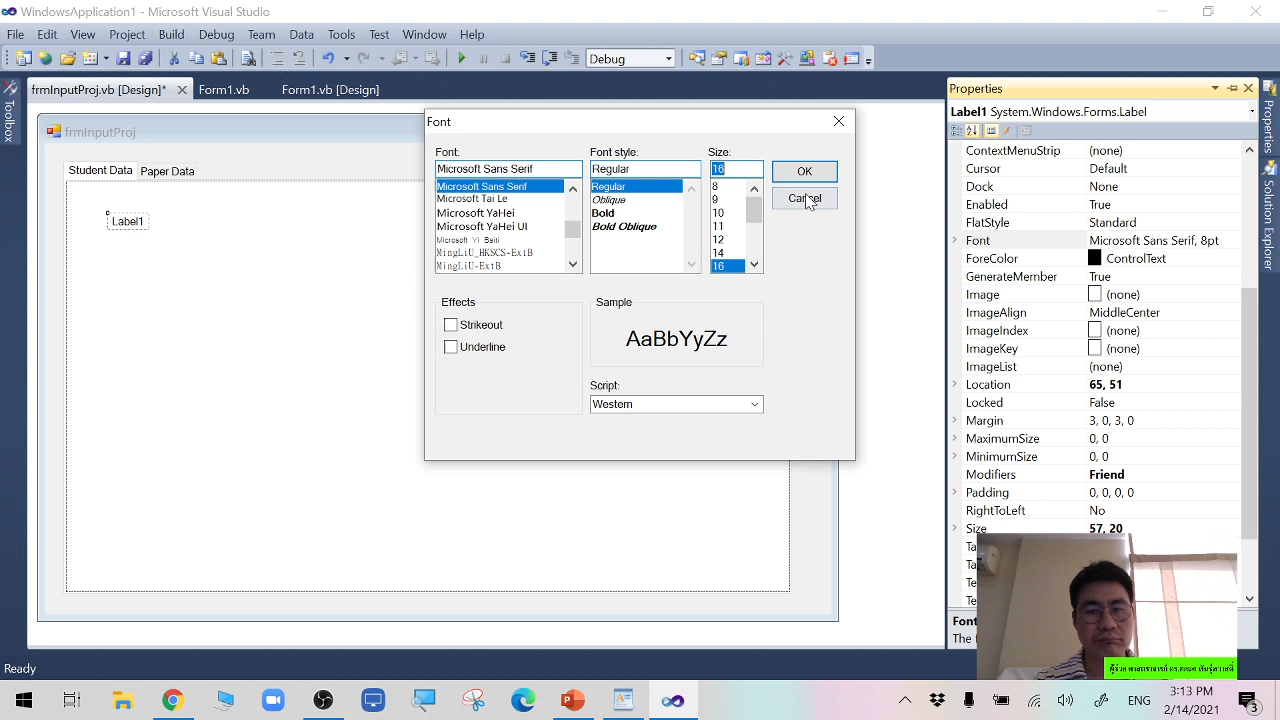 WindowsApplication1 - Microsoft Visual Studio
File Edit View Project Build Debug Team Data Tools Test Window Help
Debug
Toolbox
frmInputProj.vb [Design]* Form1.vb Form1.vb [Design]
frmInputProj
Student Data Paper Data
Label1
Font
Font: Font style: Size:
Microsoft Sans Serif Regular 16 OK
Microsoft Sans Serif Regular 8 Cancel
Microsoft Tai Le Oblique 9
Microsoft YaHei Bold 10
Microsoft YaHei UI Bold Oblique 11
Microsoft Yi Baiti 12
MingLiU_HKSCS-ExtB 14
MingLiU-ExtB 16
Effects Sample
Strikeout
Underline
AaBbYyZz
Script:
Western
Properties
Label1 System.Windows.Forms.Label
ContextMenuStrip (none)
Cursor Default
Dock None
Enabled True
FlatStyle Standard
Font Microsoft Sans Serif, 8pt
ForeColor ControlText
GenerateMember True
Image (none)
ImageAlign MiddleCenter
ImageIndex (none)
ImageKey (none)
ImageList (none)
Location 65, 51
Locked False
Margin 3, 0, 3, 0
MaximumSize 0, 0
MinimumSize 0, 0
Modifiers Friend
Padding 0, 0, 0, 0
RightToLeft No
Size 57, 20
Font
Properties
Solution Explorer
Ready
ENG
3:13 PM
2/14/2021
3